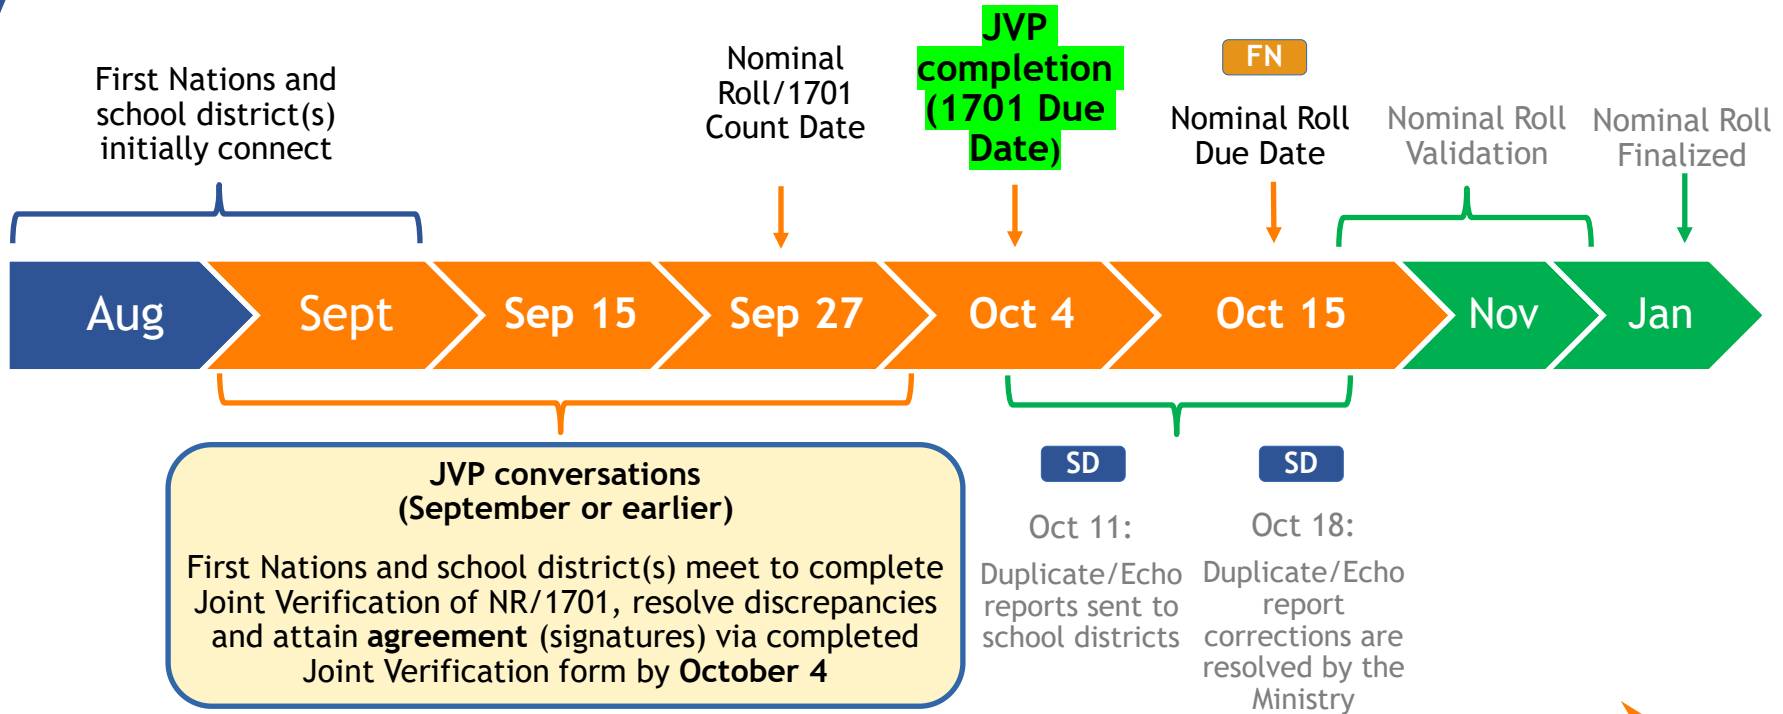 First Nations and
school district(s)
initially connect
Nominal
Roll/1701
Count Date
JVP
completion
(1701 Due
Date)
FN
Nominal Roll
Due Date
Nominal Roll
Validation
Nominal Roll
Finalized
Aug
Sept
Sep 15
Sep 27
Oct 4
Oct 15
Nov
Jan
JVP conversations
(September or earlier)
First Nations and school district(s) meet to complete
Joint Verification of NR/1701, resolve discrepancies
and attain agreement (signatures) via completed
Joint Verification form by October 4
SD
Oct 11:
Duplicate/Echo
reports sent to
school districts
SD
Oct 18:
Duplicate/Echo
report
corrections are
resolved by the
Ministry